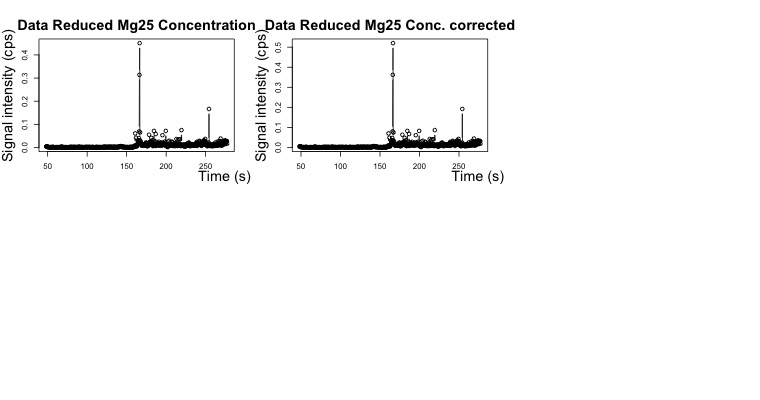 Data Reduced Mg25 Concentration
Signal intensity (cps)
0.0 0.1 0.2 0.3 0.4
50 100 150 200 250
Time (s)
Data Reduced Mg25 Conc. corrected
Signal intensity (cps)
0.0 0.1 0.2 0.3 0.4 0.5
50 100 150 200 250
Time (s)